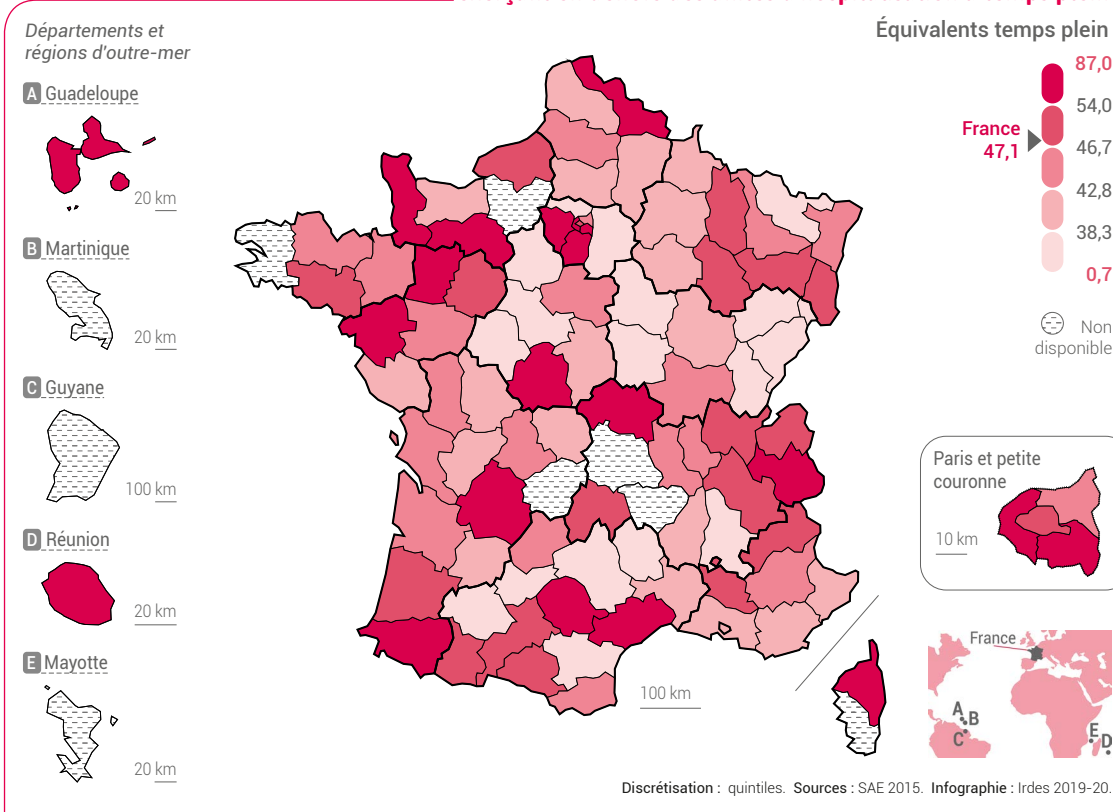 Départements et
régions d'outre-mer
A Guadeloupe
20 km
B Martinique
20 km
C Guyane
100 km
D Réunion
20 km
E Mayotte
20 km
Équivalents temps plein
87,0
54,0
France
47,1
46,7
42,8
38,3
0,7
Non
disponible
Paris et petite
couronne
10 km
100 km
France
A
B
C
E
D
Discrétisation : quintiles. Sources : SAE 2015. Infographie : Irdes 2019-20.